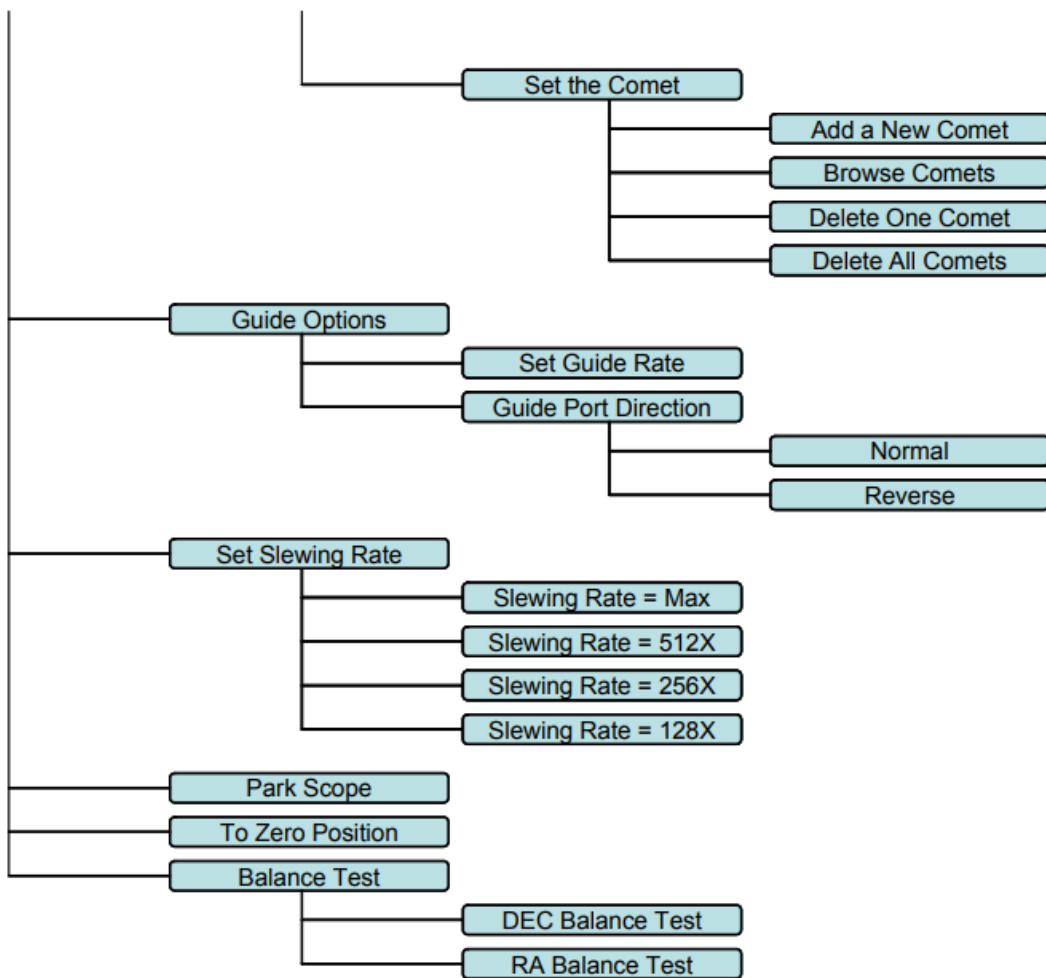 Set the Comet
Add a New Comet
Browse Comets
Delete One Comet
Delete All Comets
Guide Options
Set Guide Rate
Guide Port Direction
Normal
Reverse
Set Slewing Rate
Slewing Rate = Max
Slewing Rate = 512X
Slewing Rate = 256X
Slewing Rate = 128X
Park Scope
To Zero Position
Balance Test
DEC Balance Test
RA Balance Test